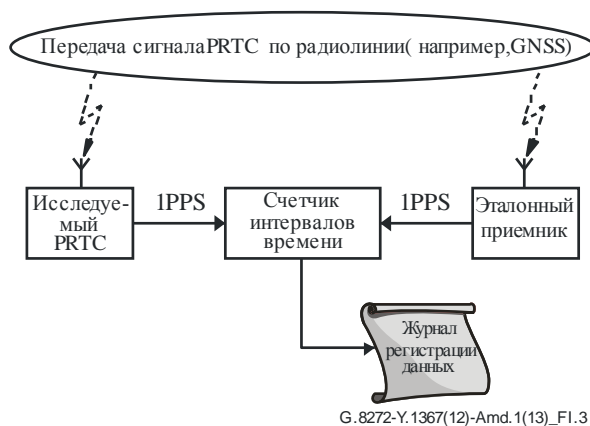 Передача сигналаPRTC по радиолинии( например,GNSS)
Исследуе-
мый
PRTC
1PPS
Счетчик
интервалов
времени
1PPS
Эталонный
приемник
Журнал
регистрации
данных
G.8272-Y.1367(12)-Amd.1(13)_FI.3